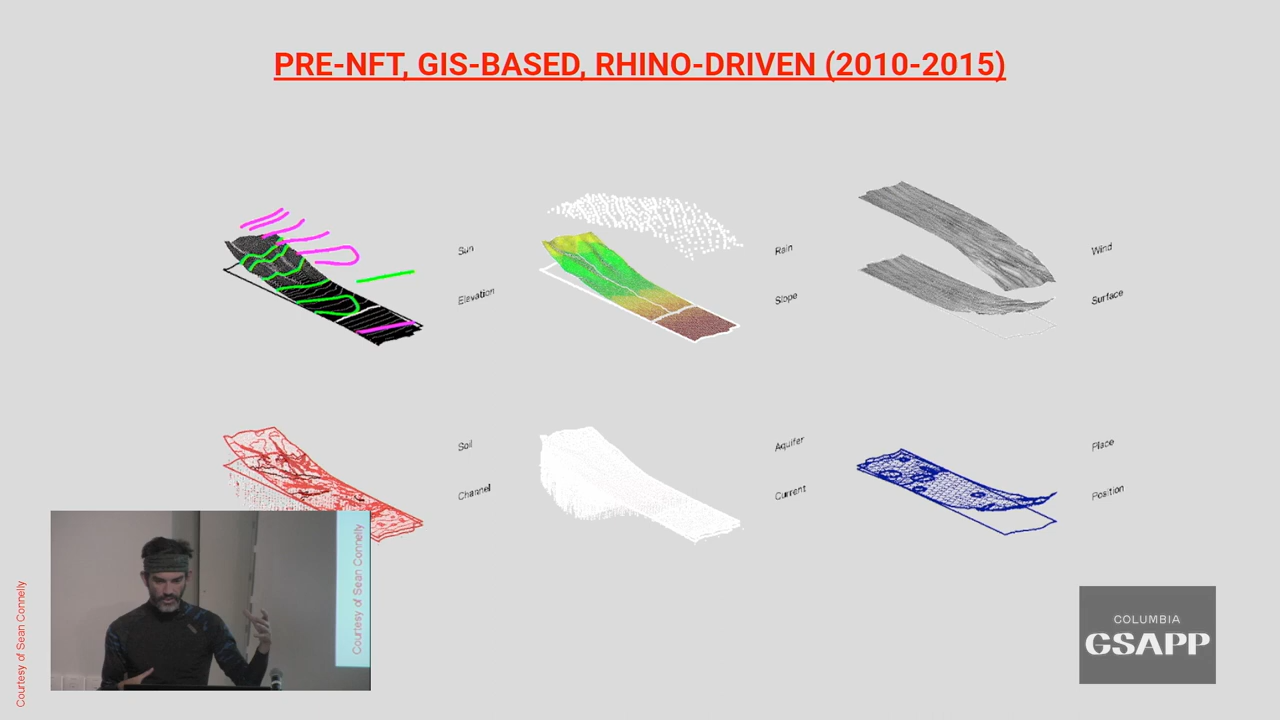 PRE-NFT, GIS-BASED, RHINO-DRIVEN (2010-2015)
Sun
Elevation
Rain
Slope
Wind
Surface
Soil
Channel
Aquifer
Current
Place
Position
Courtesy of Sean Connelly
Courtesy of Sean Connelly
COLUMBIA
GSAPP